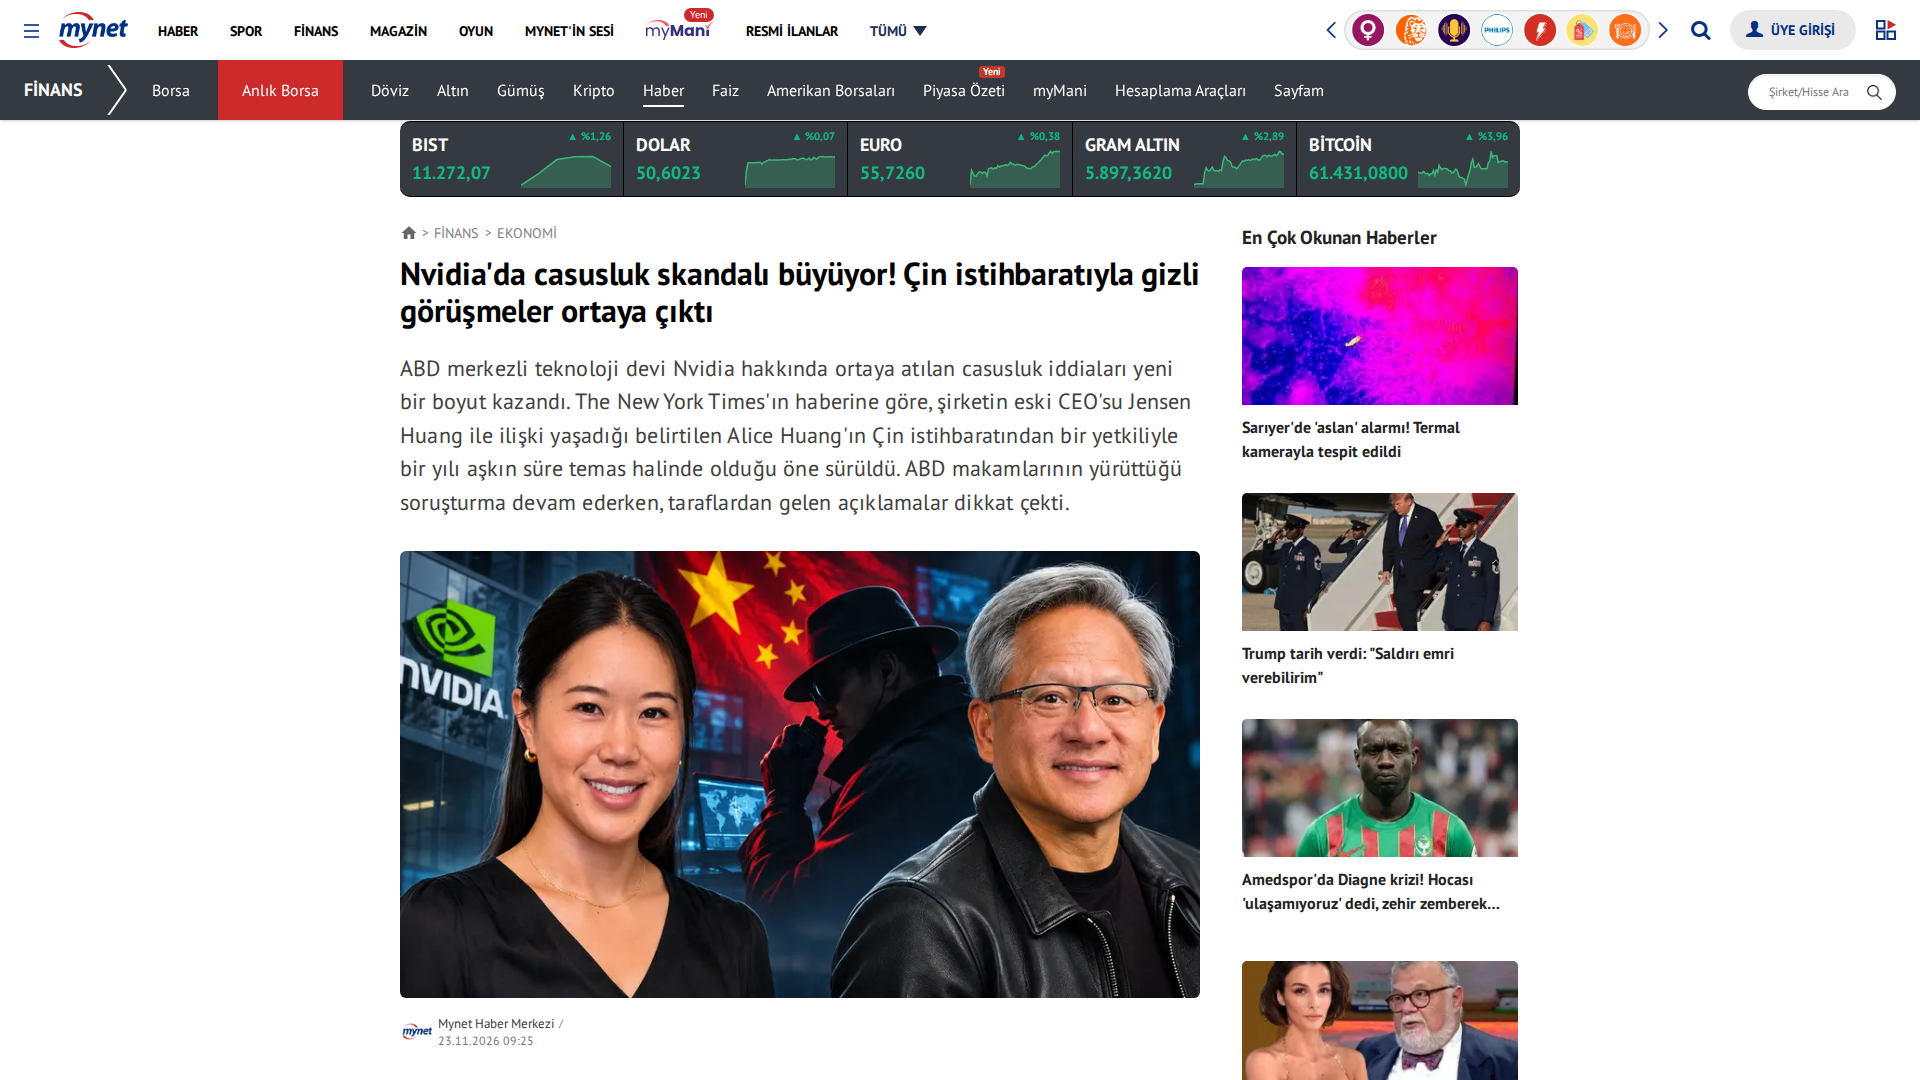 mynet
HABER
SPOR
FİNANS
MAGAZİN
OYUN
MYNET'İN SESİ
myMani
Yeni
RESMİ İLANLAR
TÜMÜ
PHILIPS
ÜYE GİRİŞİ
FİNANS
Borsa
Anlık Borsa
Döviz
Altın
Gümüş
Kripto
Haber
Faiz
Amerikan Borsaları
Piyasa Özeti
Yeni
myMani
Hesaplama Araçları
Sayfam
Şirket/Hisse Ara
BIST
▲ %1,26
11.272,07
DOLAR
▲ %0,07
50,6023
EURO
▲ %0,38
55,7260
GRAM ALTIN
▲ %2,89
5.897,3620
BİTCOİN
▲ %3,96
61.431,0800
> FİNANS > EKONOMİ
Nvidia'da casusluk skandalı büyüyor! Çin istihbaratıyla gizli
görüşmeler ortaya çıktı
ABD merkezli teknoloji devi Nvidia hakkında ortaya atılan casusluk iddiaları yeni
bir boyut kazandı. The New York Times'ın haberine göre, şirketin eski CEO'su Jensen
Huang ile ilişki yaşadığı belirtilen Alice Huang'ın Çin istihbaratından bir yetkiliyle
bir yılı aşkın süre temas halinde olduğu öne sürüldü. ABD makamlarının yürüttüğü
soruşturma devam ederken, taraflardan gelen açıklamalar dikkat çekti.
NVIDIA
mynet
Mynet Haber Merkezi /
23.11.2026 09:25
En Çok Okunan Haberler
Sarıyer'de 'aslan' alarmı! Termal
kamerayla tespit edildi
Trump tarih verdi: "Saldırı emri
verebilirim"
Amedspor'da Diagne krizi! Hocası
'ulaşamıyoruz' dedi, zehir zemberek...